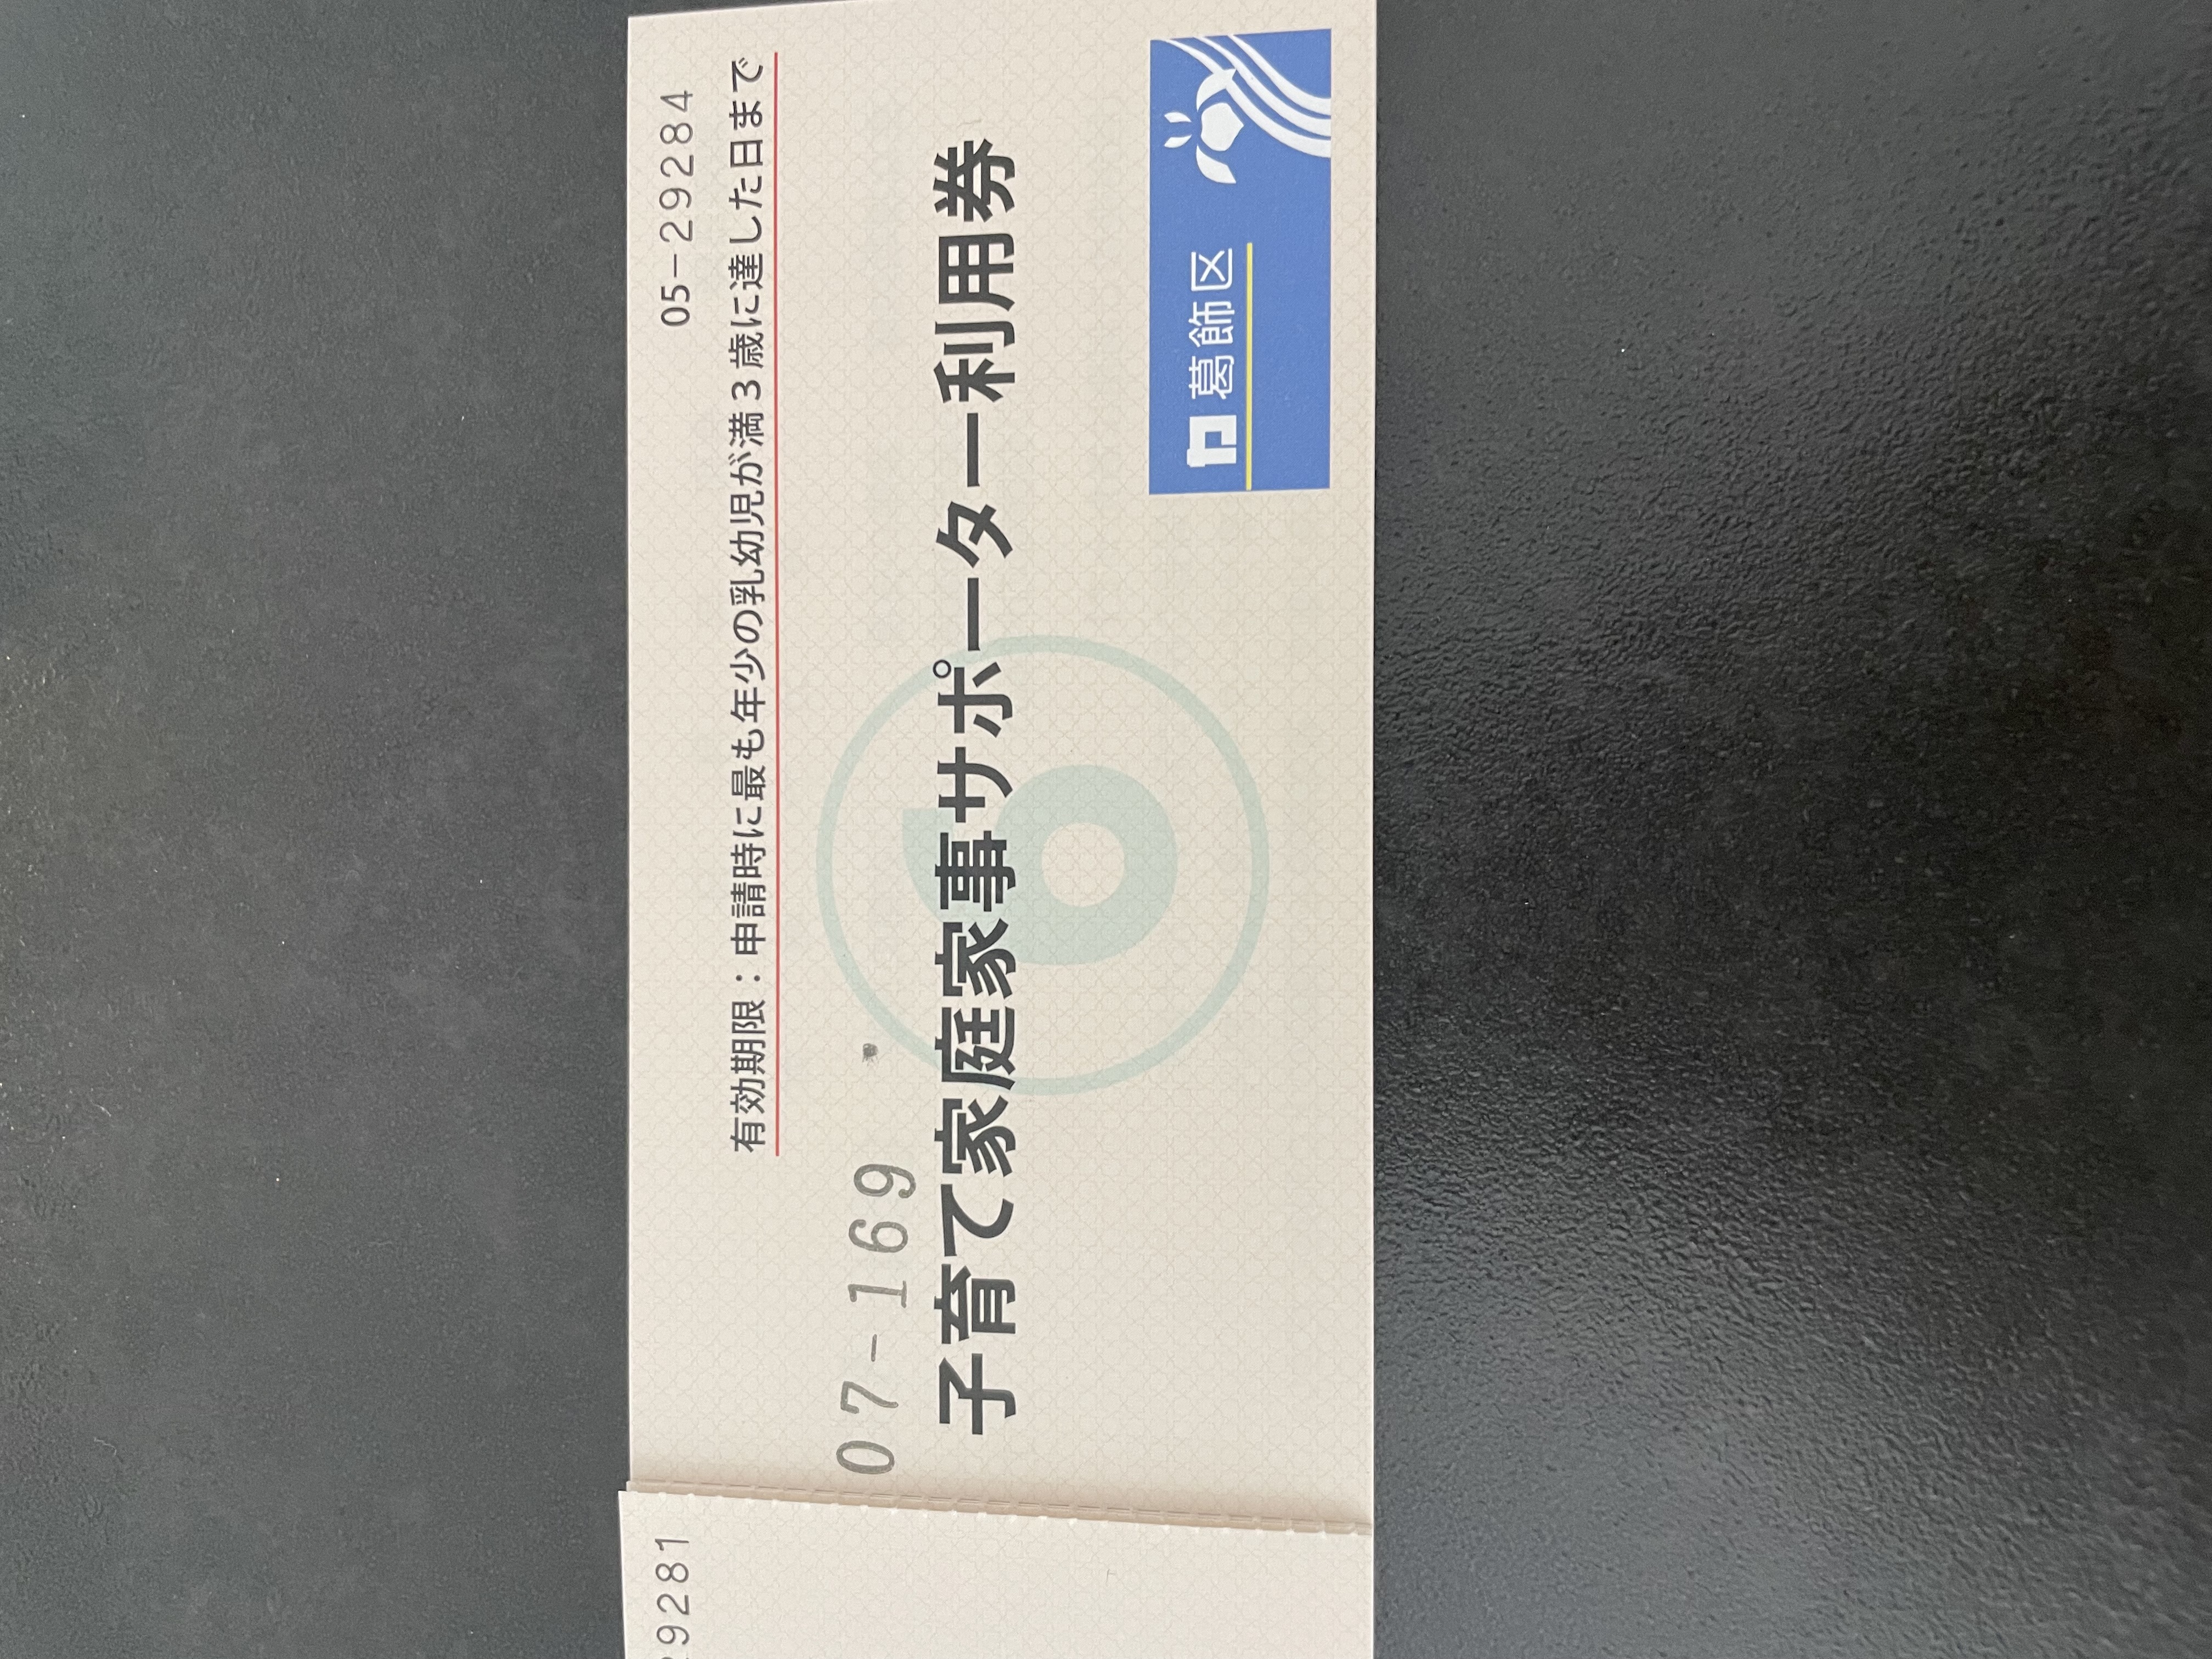 05-29284
有効期限：申請時に最も年少の乳幼児が満３歳に達した日まで
07-169
子育て家庭家事サポーター利用券
葛飾区
9281